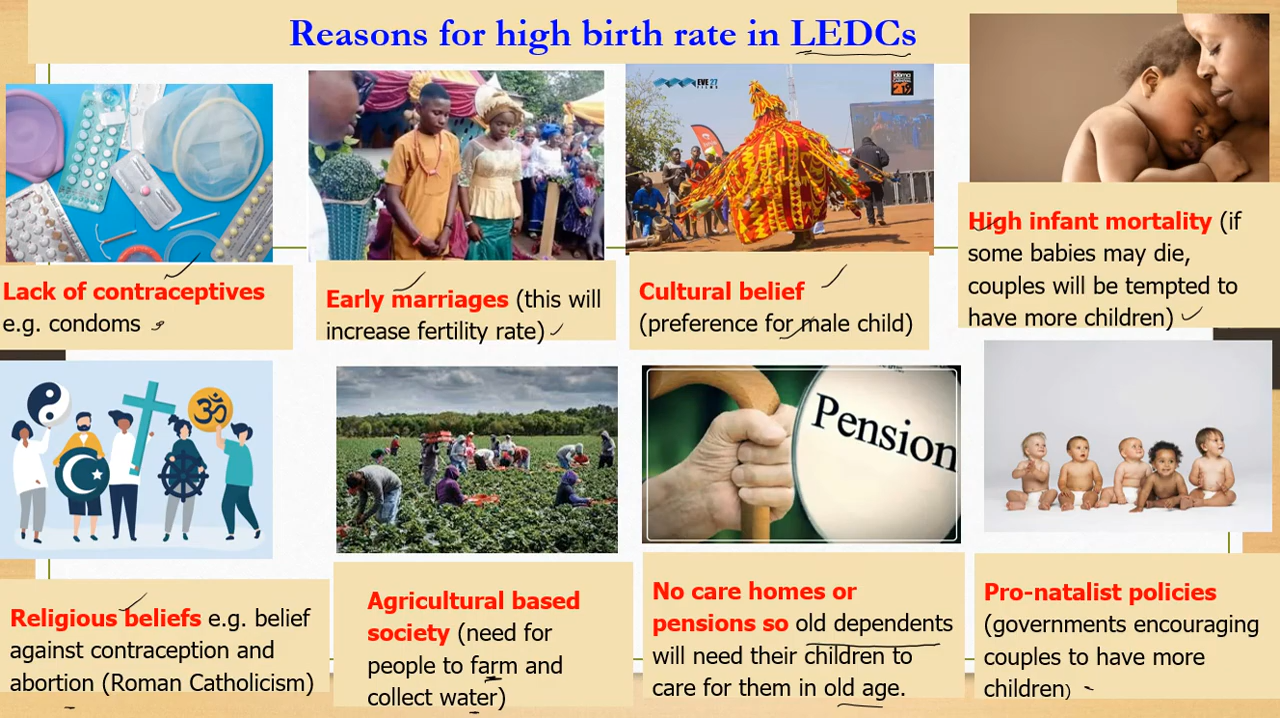 Reasons for high birth rate in LEDCs
EVE 27
FILMS
Lack of contraceptives
e.g. condoms
Early marriages (this will
increase fertility rate)
Cultural belief
(preference for male child)
High infant mortality (if
some babies may die,
couples will be tempted to
have more children)
Pension
Religious beliefs e.g. belief
against contraception and
abortion (Roman Catholicism)
Agricultural based
society (need for
people to farm and
collect water)
No care homes or
pensions so old dependents
will need their children to
care for them in old age.
Pro-natalist policies
(governments encouraging
couples to have more
children)